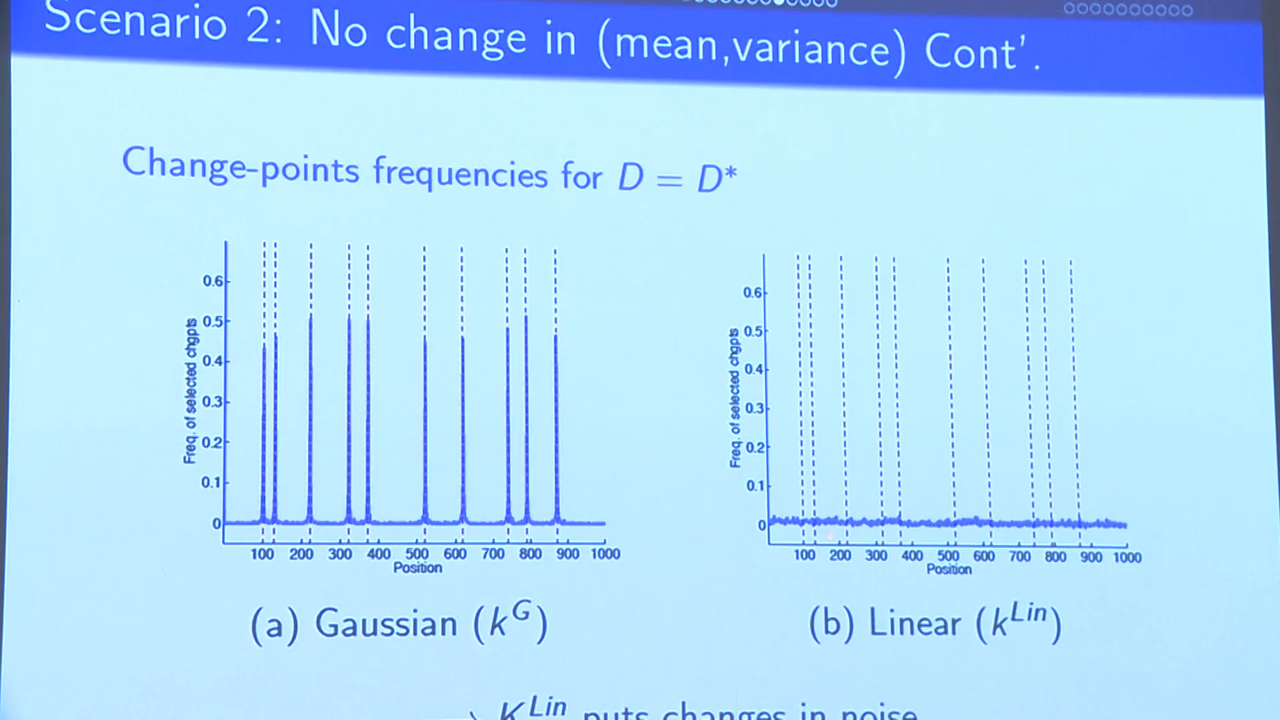 Scenario 2: No change in (mean,variance) Cont'.
Change-points frequencies for D = D*
Freq. of selected chgpts
0.6
0.5
0.4
0.3
0.2
0.1
0
100 200 300 400 500 600 700 800 900 1000
Position
(a) Gaussian (k^G)
Freq. of selected chgpts
0.6
0.5
0.4
0.3
0.2
0.1
0
100 200 300 400 500 600 700 800 900 1000
Position
(b) Linear (k^Lin)
K^Lin puts changes in noise